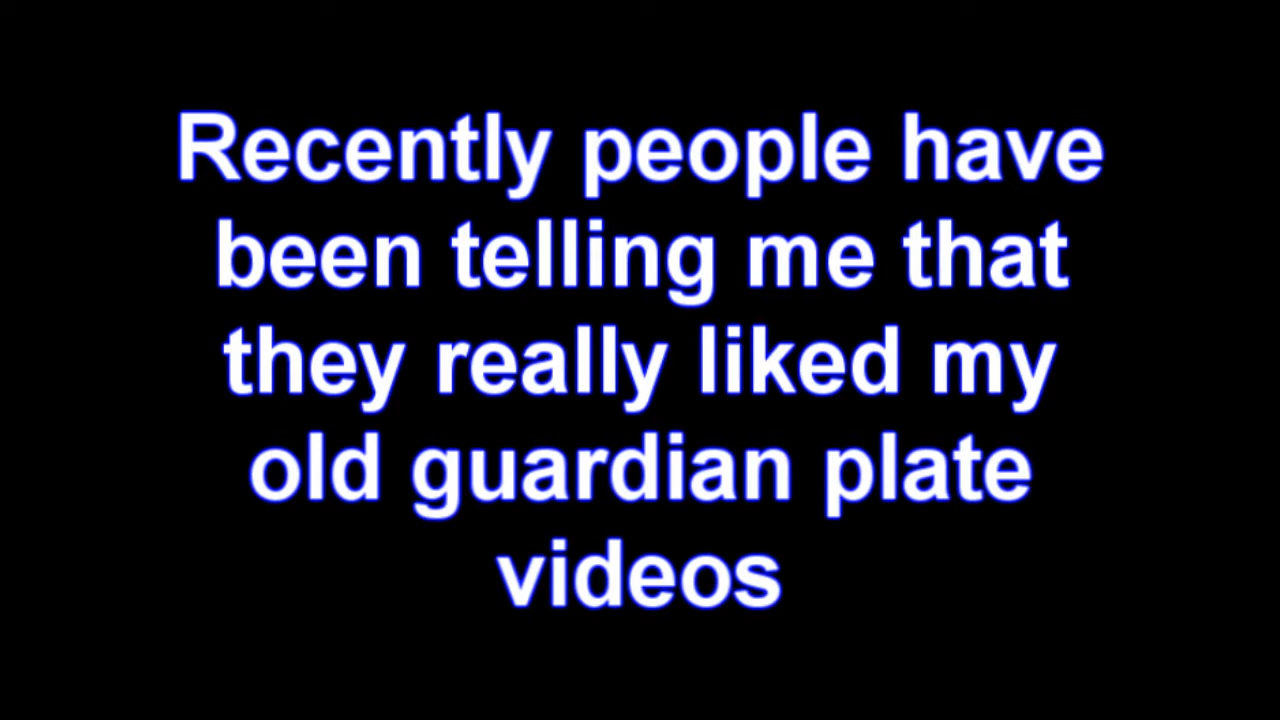 Recently people have
been telling me that
they really liked my
old guardian plate
videos